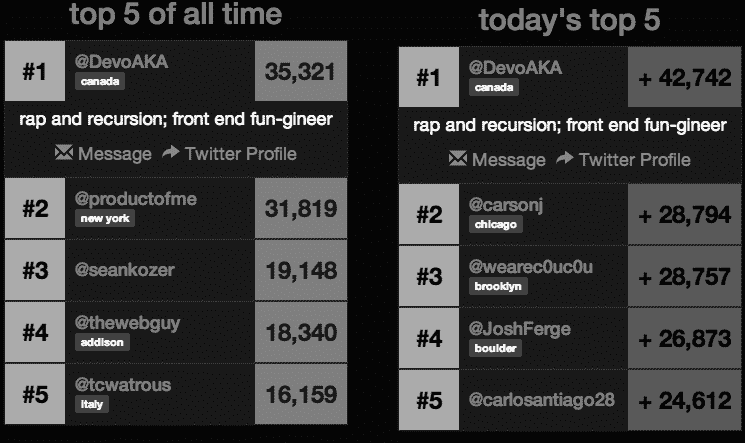 top 5 of all time
#1 @DevoAKA 35,321
canada
rap and recursion; front end fun-gineer
Message Twitter Profile
#2 @productofme 31,819
new york
#3 @seankozer 19,148
#4 @thewebguy 18,340
addison
#5 @tcwatrous 16,159
italy
today's top 5
#1 @DevoAKA + 42,742
canada
rap and recursion; front end fun-gineer
Message Twitter Profile
#2 @carsonj + 28,794
chicago
#3 @wearec0uc0u + 28,757
brooklyn
#4 @JoshFerge + 26,873
boulder
#5 @carlosantiago28 + 24,612